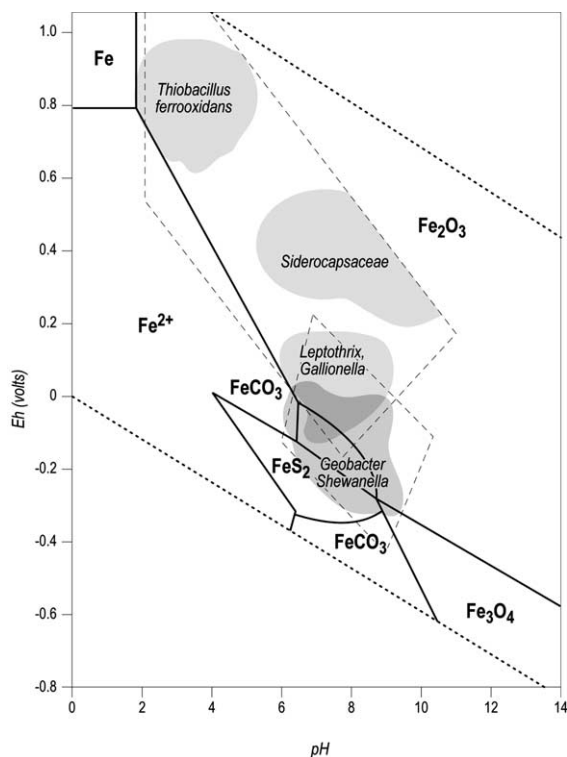 1.0
Fe
Thiobacillus
ferrooxidans
0.8
0.6
Fe2O3
0.4
Siderocapsaceae
Fe2+
0.2
Leptothrix,
Gallionella
FeCO3
0
FeS2
Geobacter
Shewanella
-0.2
FeCO3
-0.4
Fe3O4
-0.6
-0.8
Eh (volts)
0 2 4 6 8 10 12 14
pH